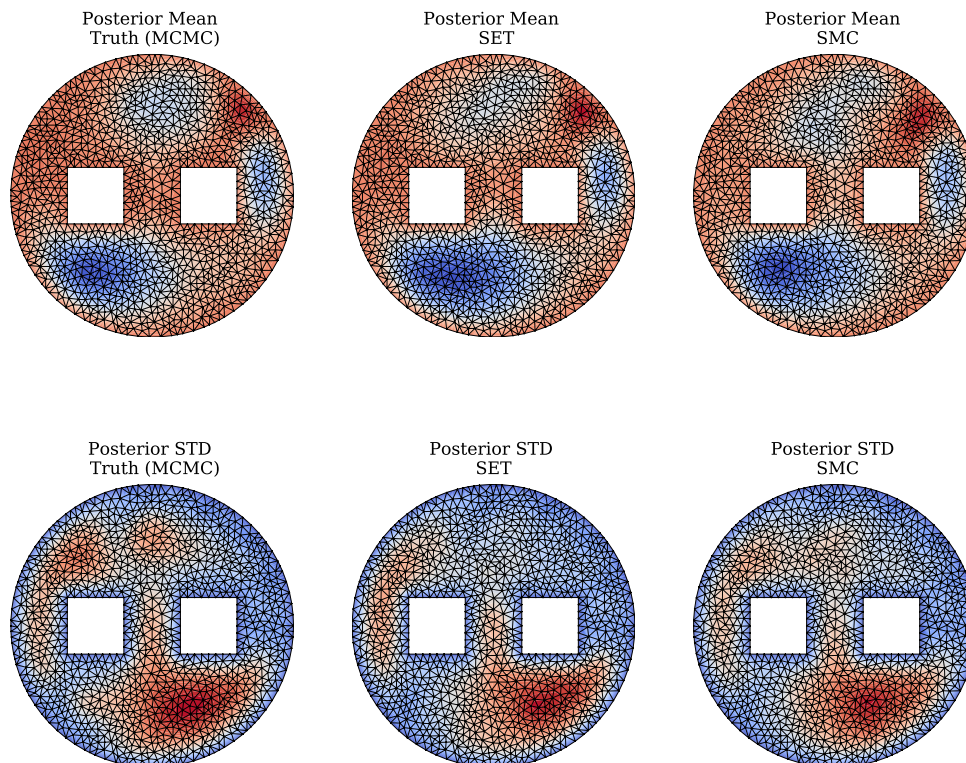 Posterior Mean
Truth (MCMC)
Posterior Mean
SET
Posterior Mean
SMC
Posterior STD
Truth (MCMC)
Posterior STD
SET
Posterior STD
SMC